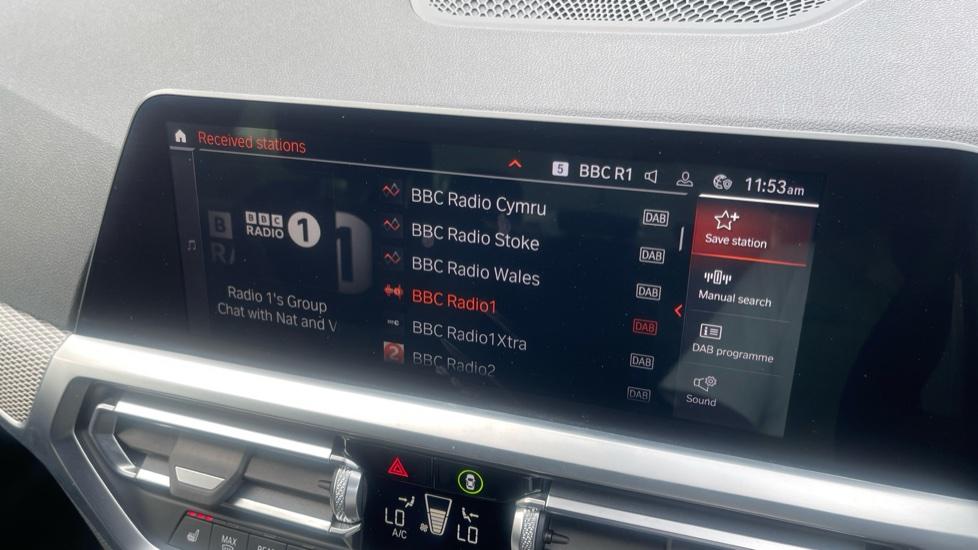 Received stations
5 BBC R1 11:53am
BBC
RADIO 1
Radio 1's Group
Chat with Nat and V
BBC Radio Cymru DAB
BBC Radio Stoke DAB
BBC Radio Wales DAB
BBC Radio1 DAB
BBC Radio1Xtra DAB
2 BBC Radio2 DAB
Save station
Manual search
DAB programme
Sound
LO
A/C
LO
MAX